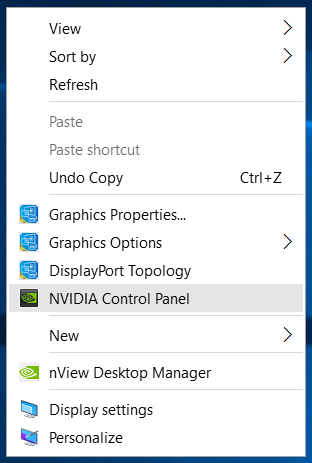 View
Sort by
Refresh
Paste
Paste shortcut
Undo Copy Ctrl+Z
Graphics Properties...
Graphics Options
DisplayPort Topology
NVIDIA Control Panel
New
nView Desktop Manager
Display settings
Personalize